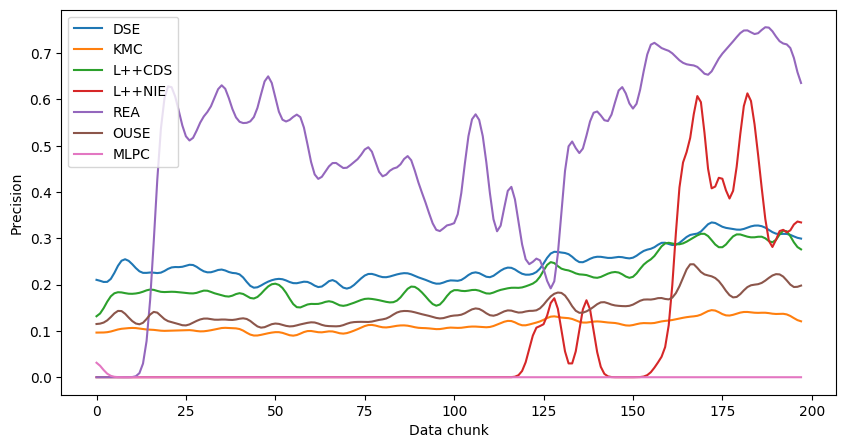 DSE
KMC
L++CDS
L++NIE
REA
OUSE
MLPC
Precision
0.7
0.6
0.5
0.4
0.3
0.2
0.1
0.0
0 25 50 75 100 125 150 175 200
Data chunk